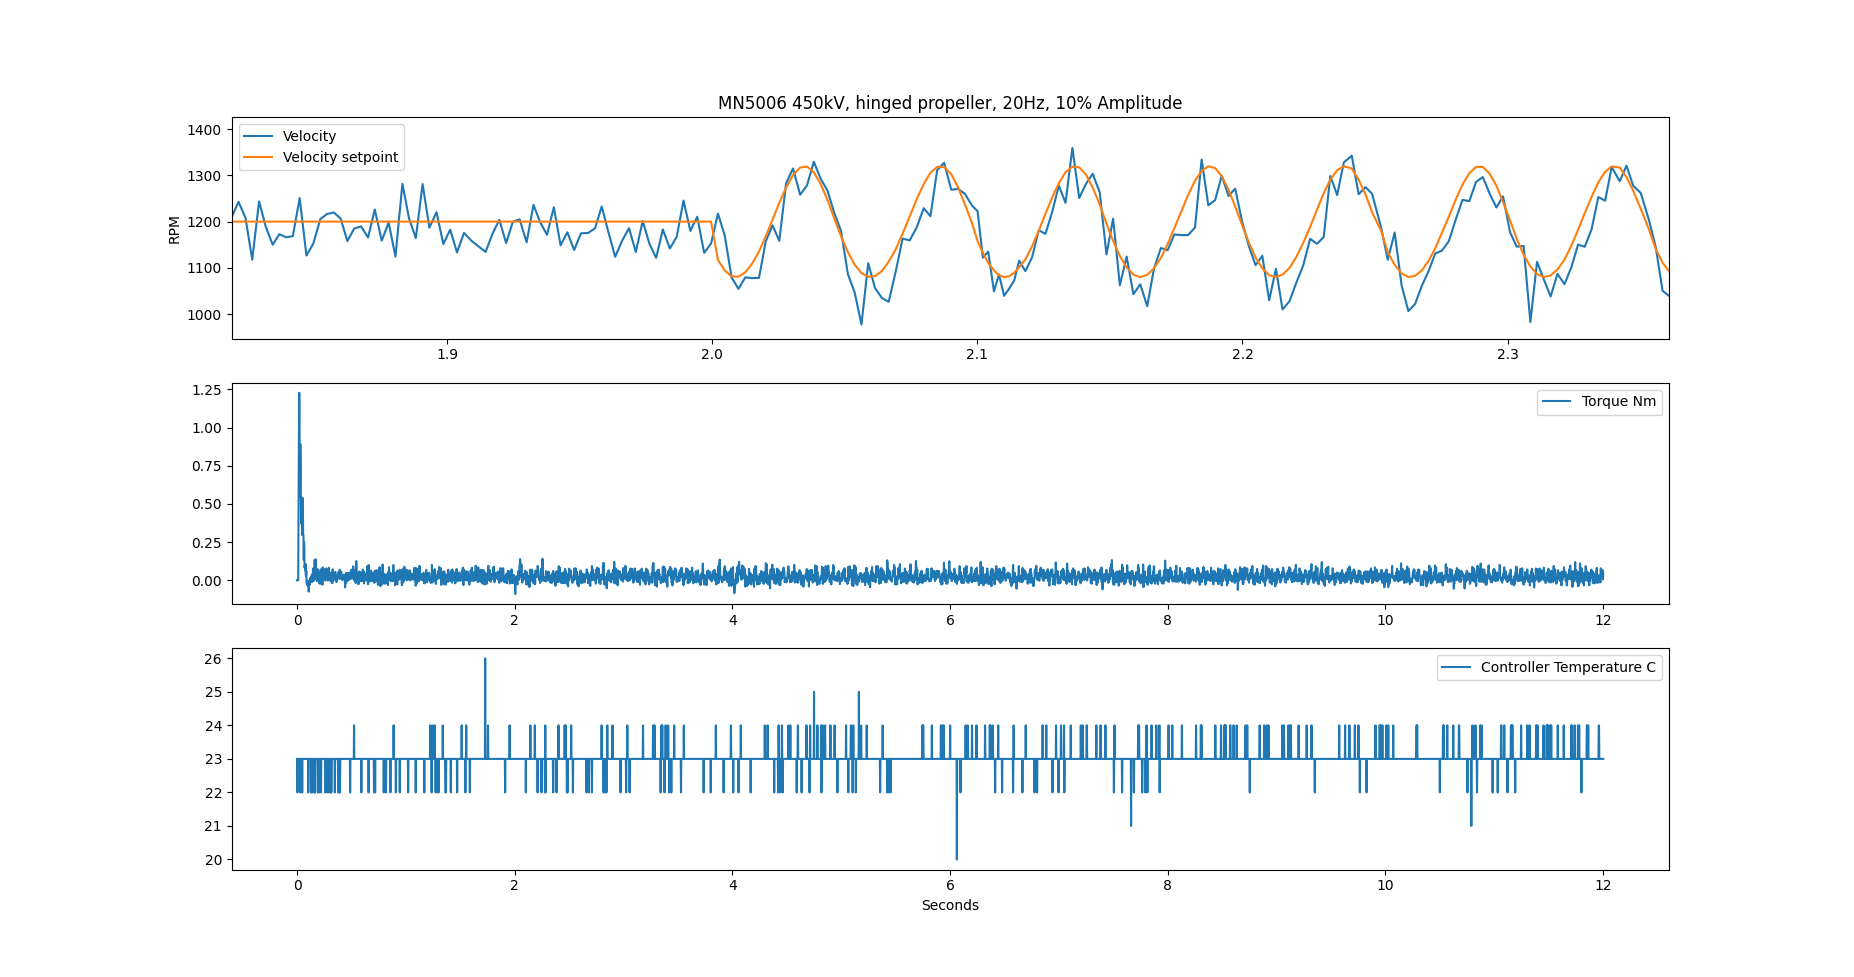 MN5006 450kV, hinged propeller, 20Hz, 10% Amplitude
1400
1300
1200
1100
1000
RPM
Velocity
Velocity setpoint
1.9 2.0 2.1 2.2 2.3
1.25
1.00
0.75
0.50
0.25
0.00
Torque Nm
0 2 4 6 8 10 12
26
25
24
23
22
21
20
Controller Temperature C
0 2 4 6 8 10 12
Seconds